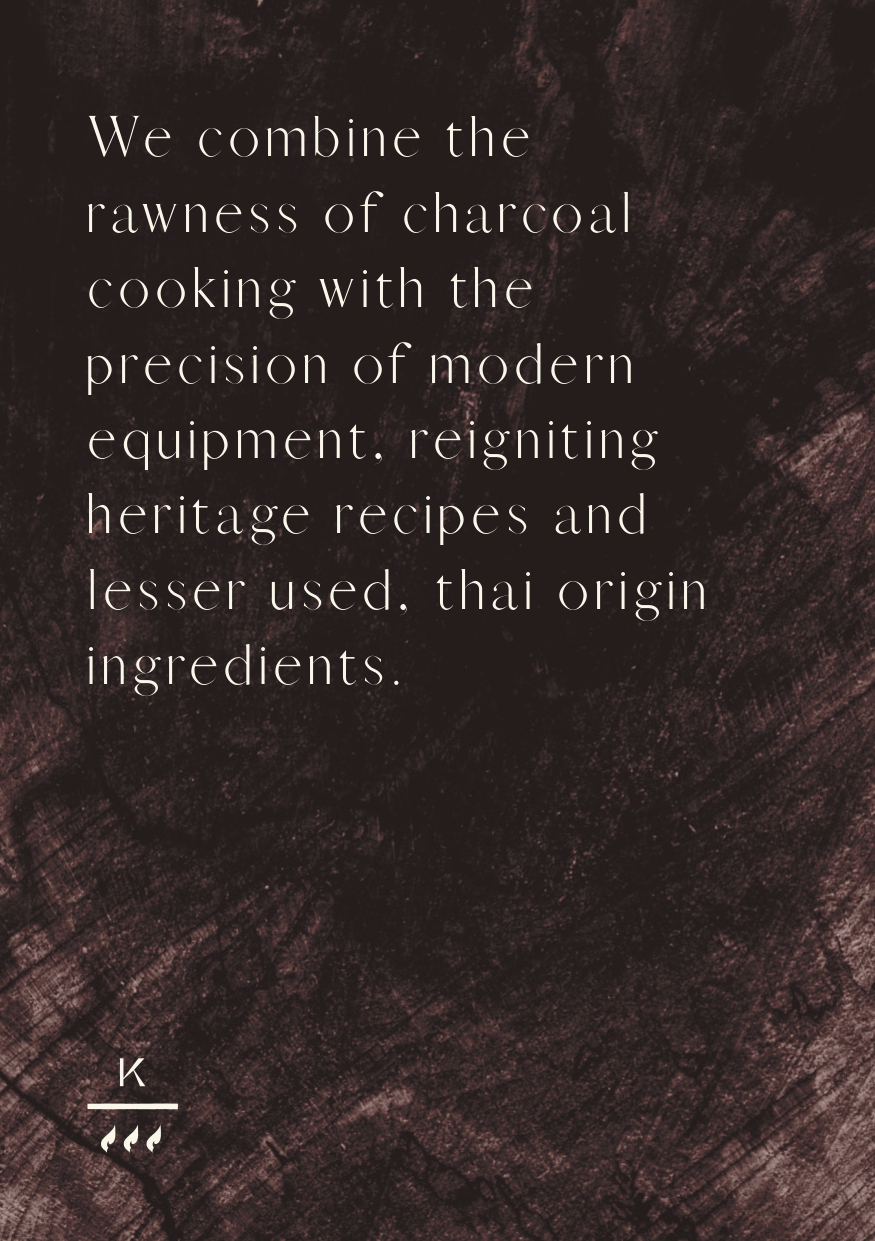 We combine the
rawness of charcoal
cooking with the
precision of modern
equipment, reigniting
heritage recipes and
lesser used, thai origin
ingredients.
K